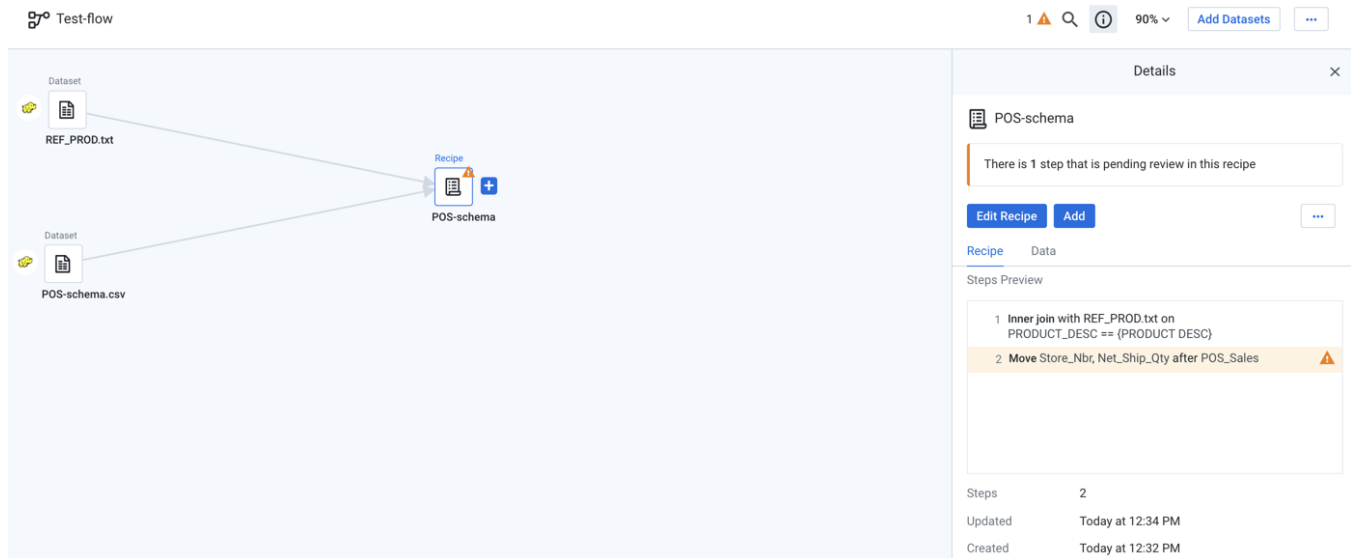 Test-flow
1
90%
Add Datasets
...
Dataset
REF_PROD.txt
Recipe
POS-schema
Dataset
POS-schema.csv
Details
POS-schema
There is 1 step that is pending review in this recipe
Edit Recipe
Add
...
Recipe
Data
Steps Preview
1 Inner join with REF_PROD.txt on
PRODUCT_DESC == {PRODUCT DESC}
2 Move Store_Nbr, Net_Ship_Qty after POS_Sales
Steps 2
Updated Today at 12:34 PM
Created Today at 12:32 PM